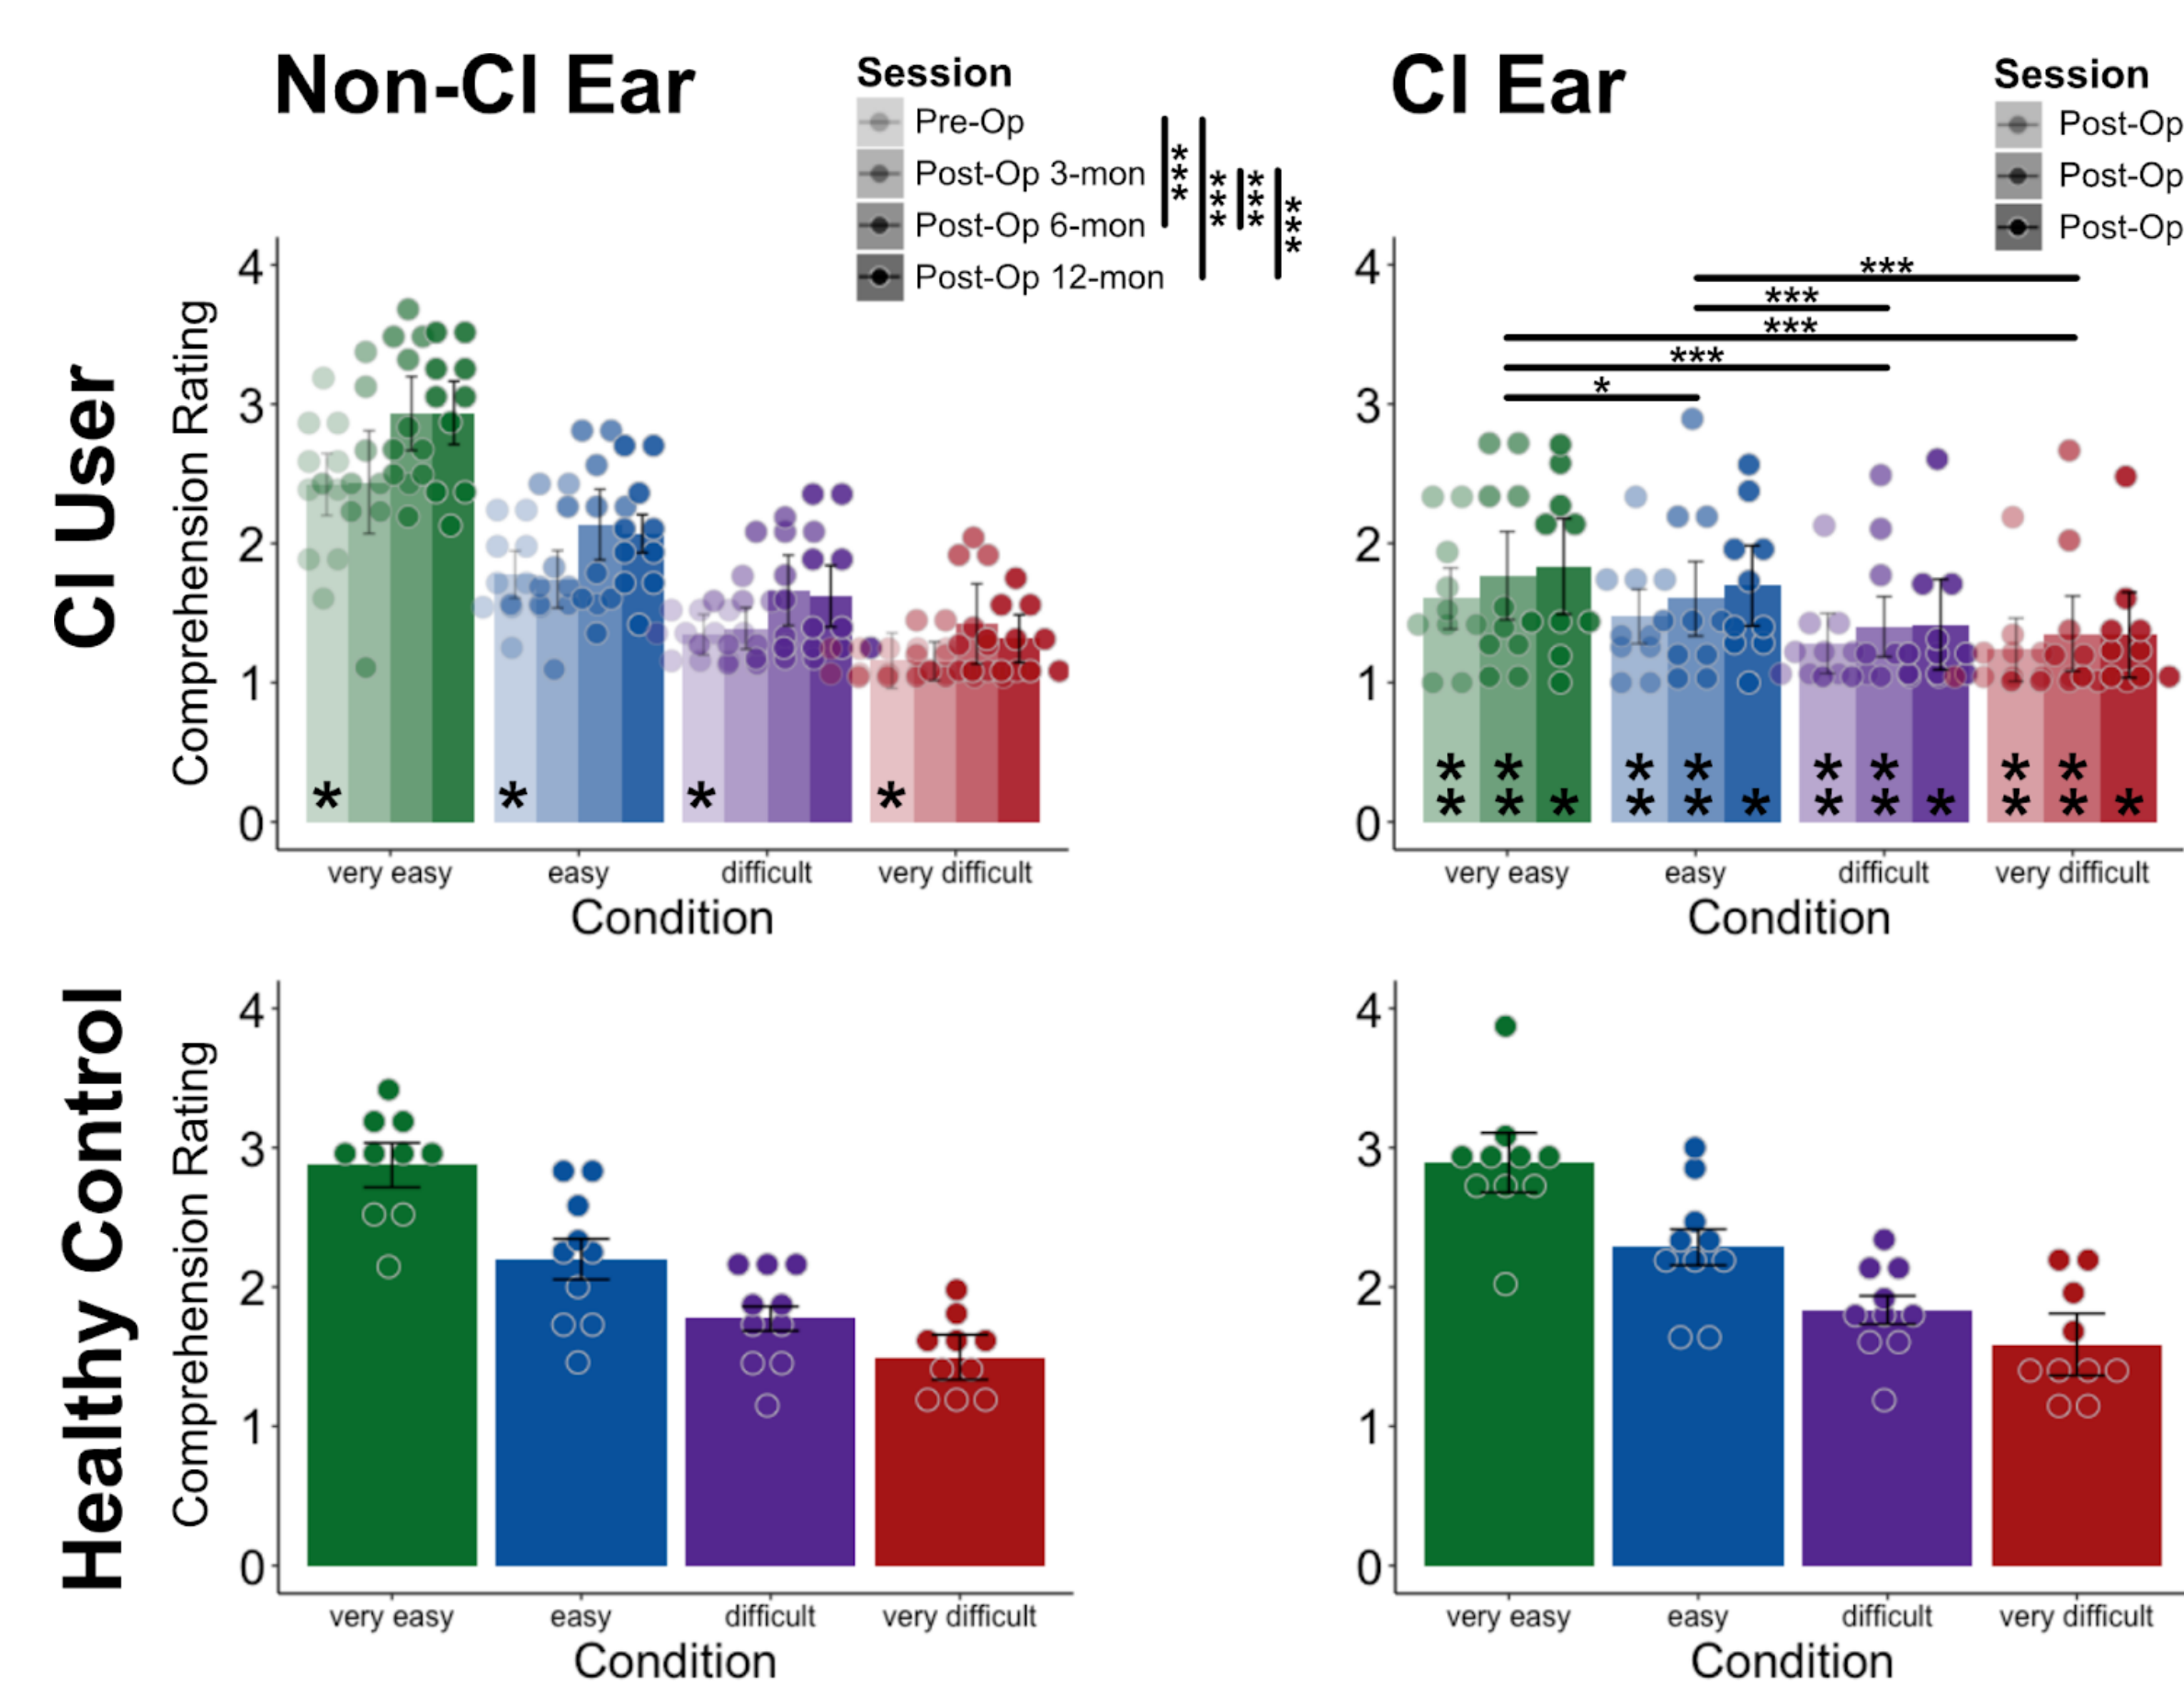 Non-CI Ear
Session
Pre-Op
Post-Op 3-mon
Post-Op 6-mon
Post-Op 12-mon
***
***
***
***
CI Ear
Session
Post-Op
Post-Op
Post-Op
CI User
Comprehension Rating
4
3
2
1
0
* * * *
very easy easy difficult very difficult
Condition
4
3
2
1
0
***
***
***
***
*
** ** * ** ** * ** ** * ** ** *
very easy easy difficult very difficult
Condition
Healthy Control
Comprehension Rating
4
3
2
1
0
very easy easy difficult very difficult
Condition
4
3
2
1
0
very easy easy difficult very difficult
Condition